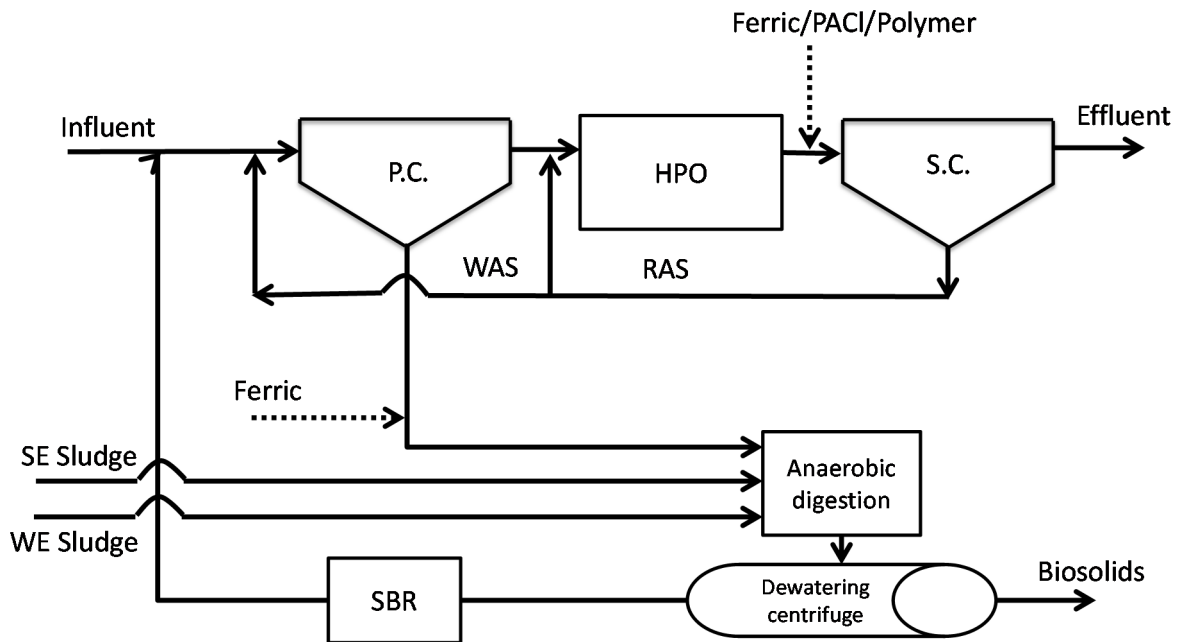 Ferric/PACl/Polymer
Influent
Effluent
P.C.
HPO
S.C.
WAS
RAS
Ferric
SE Sludge
Anaerobic
digestion
WE Sludge
Biosolids
SBR
Dewatering
centrifuge